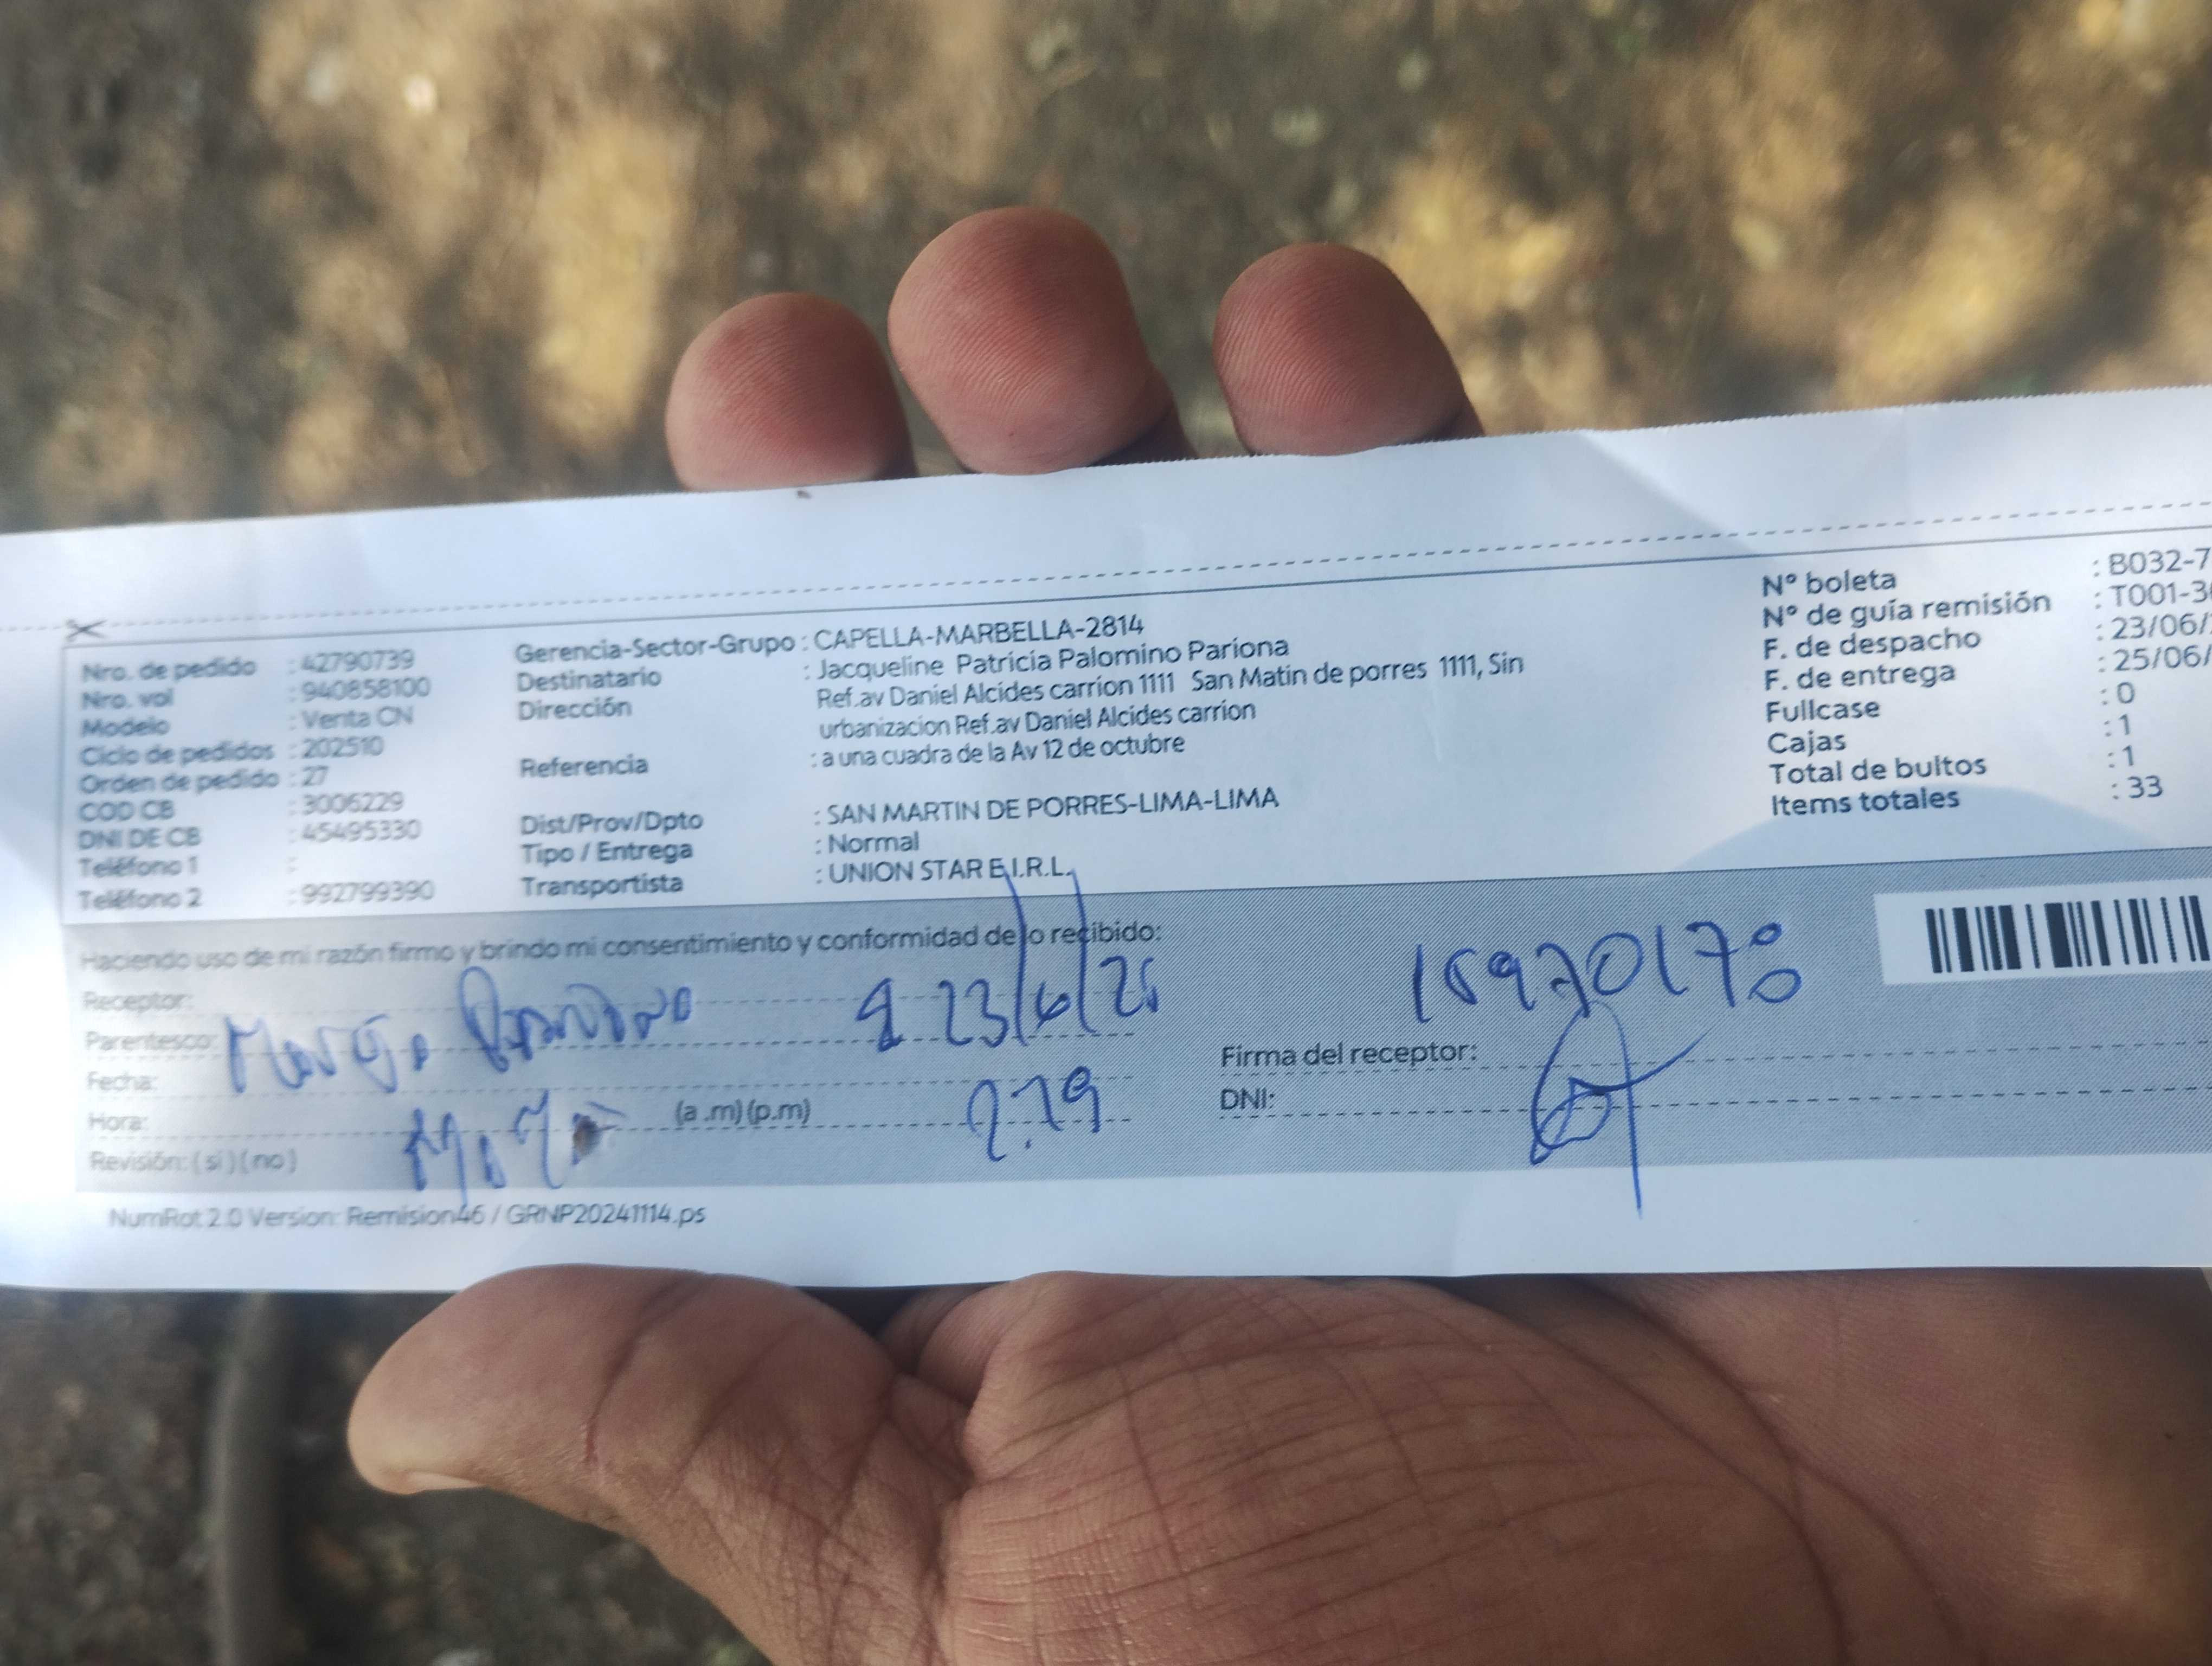 Nro. de pedido : 42790739
Nro. vol : 940858100
Modelo : Venta CN
Ciclo de pedidos : 202510
Orden de pedido : 27
COD CB : 3006229
DNI DE CB : 45495330
Teléfono 1 :
Teléfono 2 : 992799390
Gerencia-Sector-Grupo : CAPELLA-MARBELLA-2814
Destinatario : Jacqueline Patricia Palomino Pariona
Dirección Ref.av Daniel Alcides carrion 1111 San Matin de porres 1111, Sin
urbanizacion Ref.av Daniel Alcides carrion
Referencia : a una cuadra de la Av 12 de octubre
Dist/Prov/Dpto : SAN MARTIN DE PORRES-LIMA-LIMA
Tipo / Entrega : Normal
Transportista : UNION STAR E.I.R.L.
N° boleta : B032-7
N° de guía remisión : T001-3
F. de despacho : 23/06/
F. de entrega : 25/06/
Fullcase : 0
Cajas : 1
Total de bultos : 1
Items totales : 33
Haciendo uso de mi razón firmo y brindo mi consentimiento y conformidad de lo recibido:
Receptor:
Parentesco: 23/6/25
Fecha:
Hora: (a .m) (p.m)
Revisión: ( si ) ( no )
Firma del receptor:
DNI:
NumRot 2.0 Version: Remision46 / GRNP20241114.ps